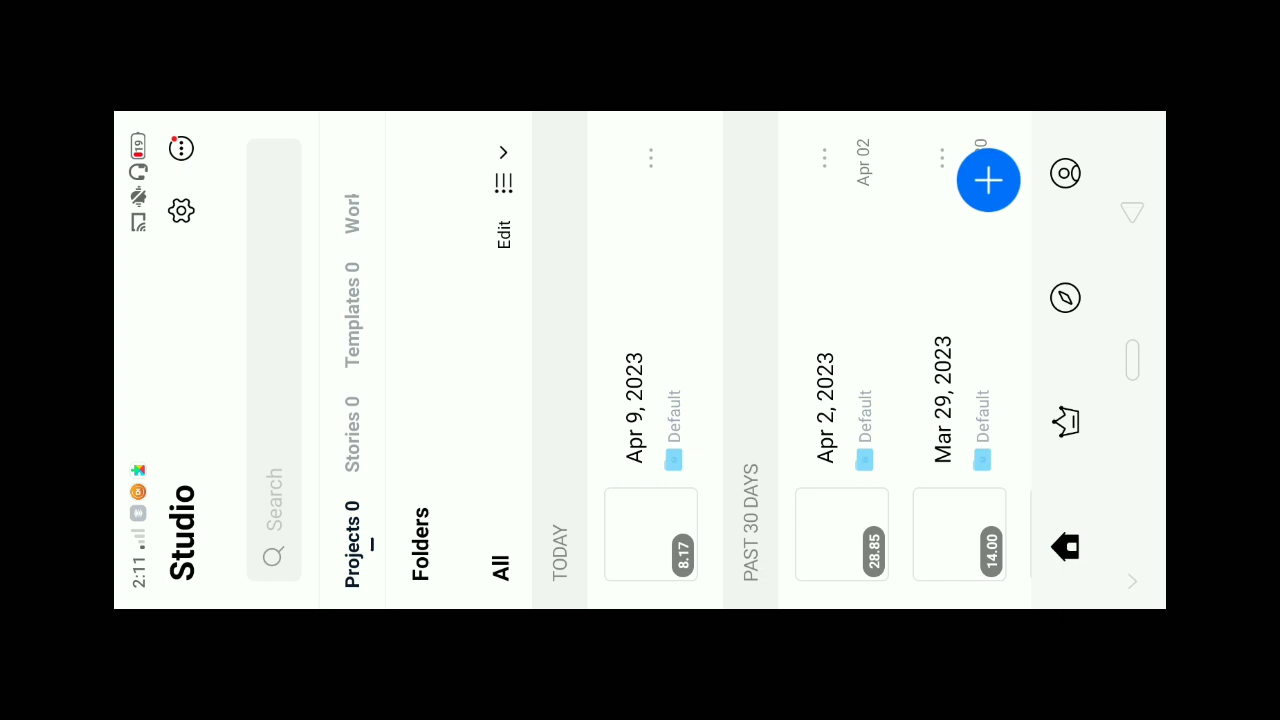 2:11
19
Studio
Search
Projects 0 Stories 0 Templates 0
Folders
All Edit
TODAY
Apr 9, 2023
Default
8.17
PAST 30 DAYS
Apr 2, 2023
Default Apr 02
28.85
Mar 29, 2023
Default
14.00